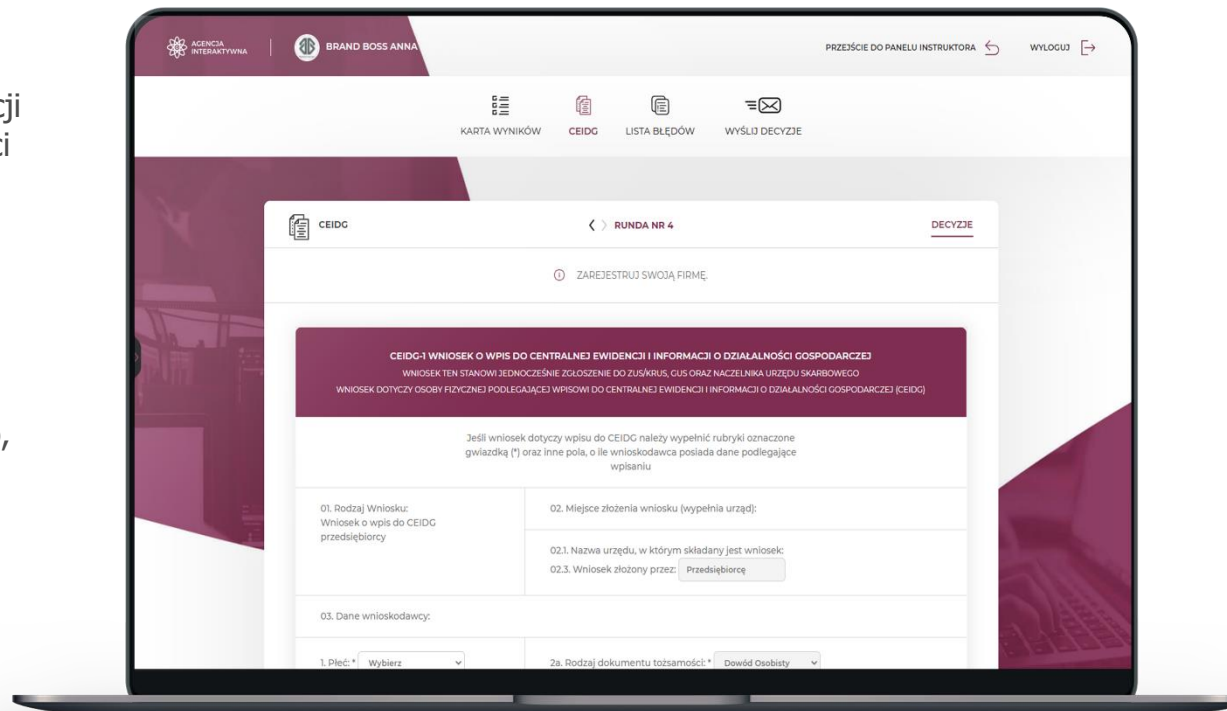 cji
ci
,
AGENCJA
INTERAKTYWNA
BRAND BOSS ANNA
PRZEJŚCIE DO PANELU INSTRUKTORA
WYLOGUJ
KARTA WYNIKÓW CEIDG LISTA BŁĘDÓW WYŚLIJ DECYZJE
CEIDG RUNDA NR 4 DECYZJE
ZAREJESTRUJ SWOJĄ FIRMĘ.
CEIDG-1 WNIOSEK O WPIS DO CENTRALNEJ EWIDENCJI I INFORMACJI O DZIAŁALNOŚCI GOSPODARCZEJ
WNIOSEK TEN STANOWI JEDNOCZEŚNIE ZGŁOSZENIE DO ZUS/KRUS, GUS ORAZ NACZELNIKA URZĘDU SKARBOWEGO
WNIOSEK DOTYCZY OSOBY FIZYCZNEJ PODLEGAJĄCEJ WPISOWI DO CENTRALNEJ EWIDENCJI I INFORMACJI O DZIAŁALNOŚCI GOSPODARCZEJ (CEIDG)
Jeśli wniosek dotyczy wpisu do CEIDG należy wypełnić rubryki oznaczone
gwiazdką (*) oraz inne pola, o ile wnioskodawca posiada dane podlegające
wpisaniu
01. Rodzaj Wniosku:
Wniosek o wpis do CEIDG
przedsiębiorcy
02. Miejsce złożenia wniosku (wypełnia urząd):
02.1. Nazwa urzędu, w którym składany jest wniosek:
02.3. Wniosek złożony przez: Przedsiębiorcę
03. Dane wnioskodawcy:
1. Płeć: * Wybierz
2a. Rodzaj dokumentu tożsamości: * Dowód Osobisty